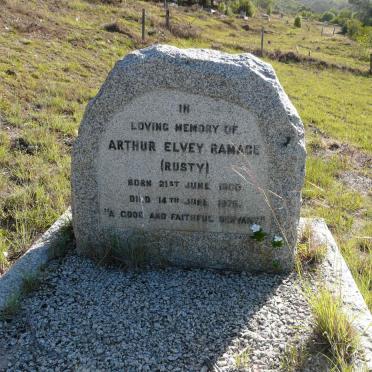 IN
LOVING MEMORY OF
ARTHUR ELVEY RAMAGE
(RUSTY)
BORN 21ST JUNE 1900
DIED 14TH JUNE 1976
"A GOOD AND FAITHFUL SERVANT"